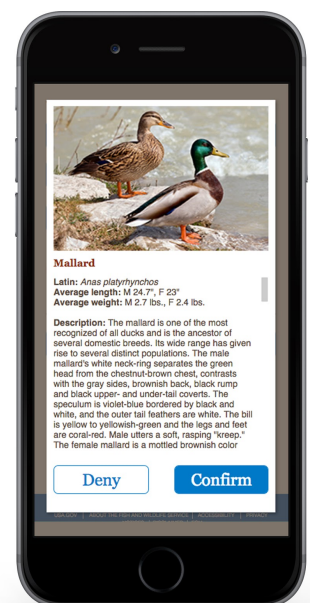 Mallard
Latin: Anas platyrhynchos
Average length: M 24.7", F 23"
Average weight: M 2.7 lbs., F 2.4 lbs.
Description: The mallard is one of the most
recognized of all ducks and is the ancestor of
several domestic breeds. Its wide range has given
rise to several distinct populations. The male
mallard's white neck-ring separates the green
head from the chestnut-brown chest, contrasts
with the gray sides, brownish back, black rump
and black upper- and under-tail coverts. The
speculum is violet-blue bordered by black and
white, and the outer tail feathers are white. The bill
is yellow to yellowish-green and the legs and feet
are coral-red. Male utters a soft, rasping "kreep."
The female mallard is a mottled brownish color
Deny Confirm
ABOUT THE FISH AND WILDLIFE SERVICE | ACCESSIBILITY | PRIVACY